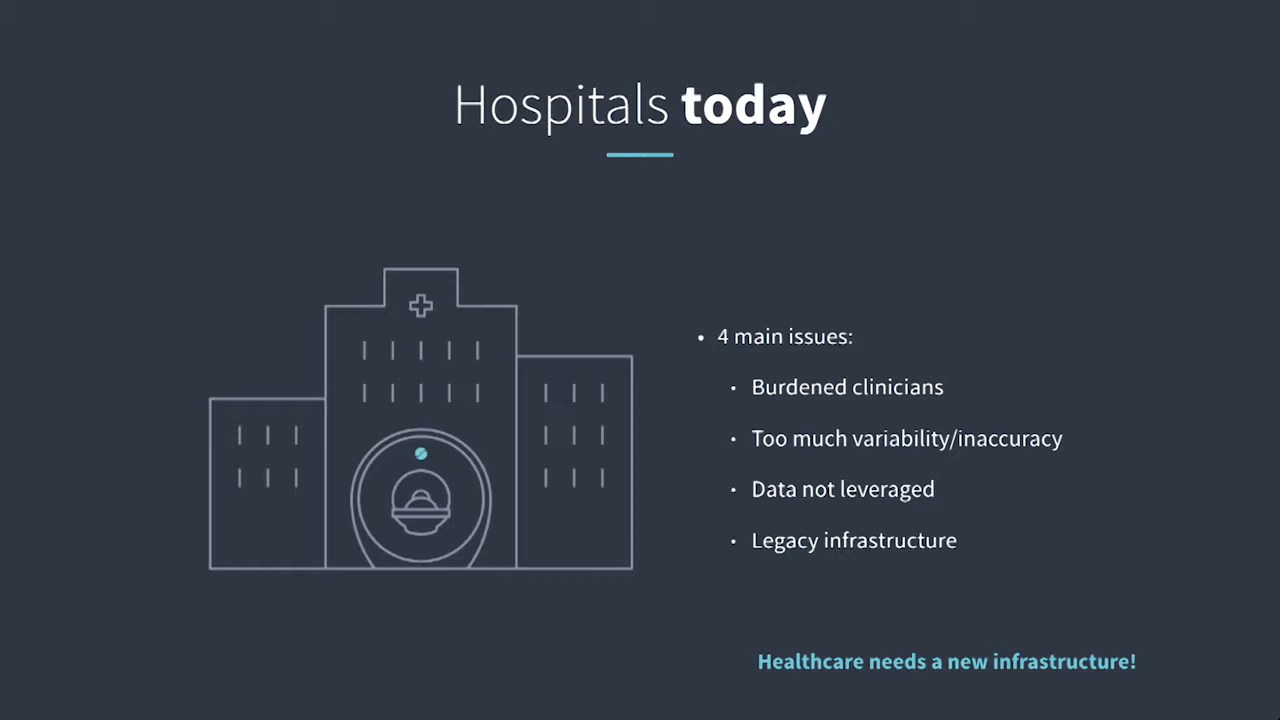 Hospitals today
• 4 main issues:
• Burdened clinicians
• Too much variability/inaccuracy
• Data not leveraged
• Legacy infrastructure
Healthcare needs a new infrastructure!